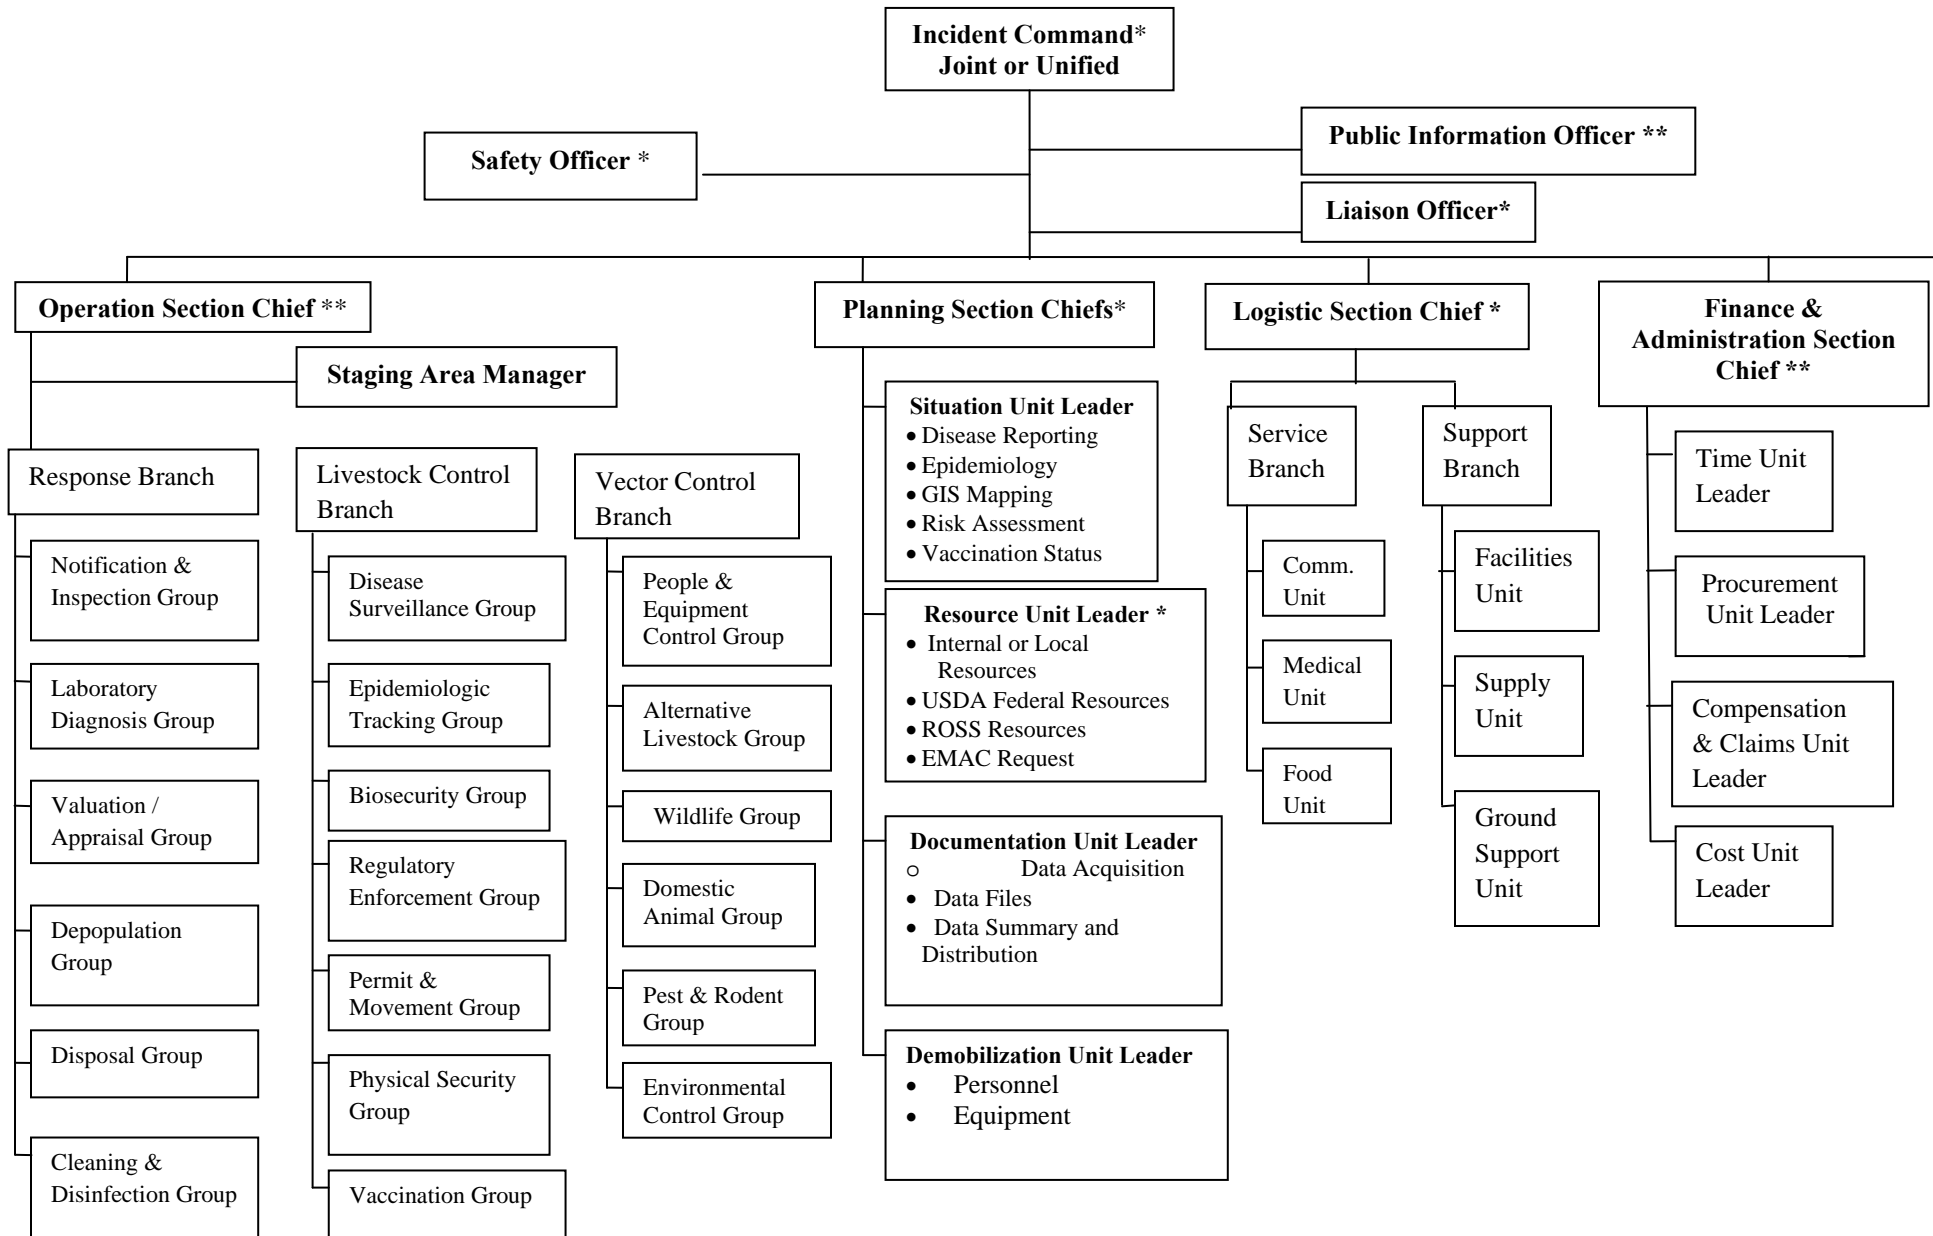 Incident Command*
Joint or Unified
Public Information Officer **
Safety Officer *
Liaison Officer*
Operation Section Chief **
Staging Area Manager
Response Branch
Notification &
Inspection Group
Laboratory
Diagnosis Group
Valuation /
Appraisal Group
Depopulation
Group
Disposal Group
Cleaning &
Disinfection Group
Livestock Control
Branch
Disease
Surveillance Group
Epidemiologic
Tracking Group
Biosecurity Group
Regulatory
Enforcement Group
Permit &
Movement Group
Physical Security
Group
Vaccination Group
Vector Control
Branch
People &
Equipment
Control Group
Alternative
Livestock Group
Wildlife Group
Domestic
Animal Group
Pest & Rodent
Group
Environmental
Control Group
Planning Section Chiefs*
Situation Unit Leader
• Disease Reporting
• Epidemiology
• GIS Mapping
• Risk Assessment
• Vaccination Status
Resource Unit Leader *
• Internal or Local
Resources
• USDA Federal Resources
• ROSS Resources
• EMAC Request
Documentation Unit Leader
o Data Acquisition
• Data Files
• Data Summary and
Distribution
Demobilization Unit Leader
• Personnel
• Equipment
Logistic Section Chief *
Service
Branch
Comm.
Unit
Medical
Unit
Food
Unit
Support
Branch
Facilities
Unit
Supply
Unit
Ground
Support
Unit
Finance &
Administration Section
Chief **
Time Unit
Leader
Procurement
Unit Leader
Compensation
& Claims Unit
Leader
Cost Unit
Leader